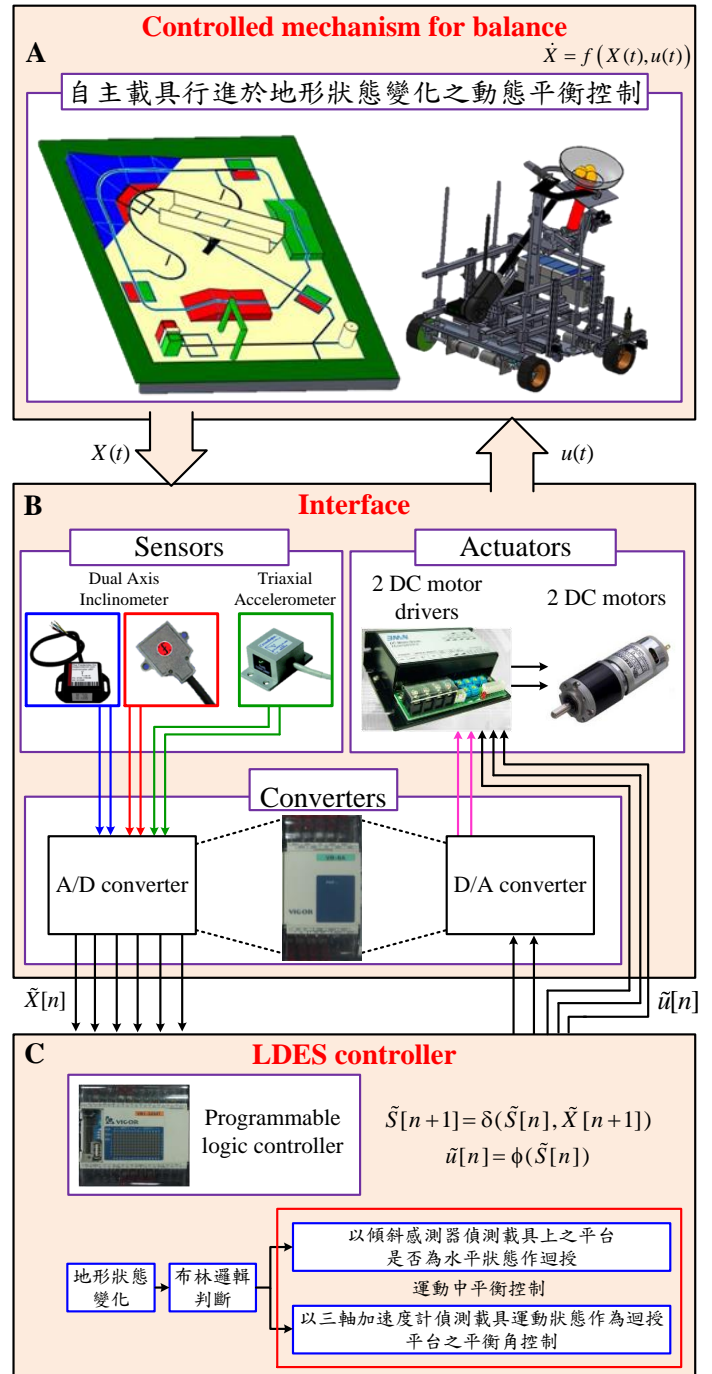 Controlled mechanism for balance
A
Ẋ = f (X(t),u(t))
自主載具行進於地形狀態變化之動態平衡控制
X(t)
u(t)
B
Interface
Sensors
Actuators
Dual Axis
Inclinometer
Triaxial
Accelerometer
2 DC motor
drivers
2 DC motors
Converters
A/D converter
VIGOR
D/A converter
X̃[n]
ũ[n]
C
LDES controller
VIGOR
Programmable
logic controller
S̃[n+1]=δ(S̃[n],X̃[n+1])
ũ[n]=ϕ(S̃[n])
地形狀態
變化
布林邏輯
判斷
以傾斜感測器偵測載具上之平台
是否為水平狀態作迴授
運動中平衡控制
以三軸加速度計偵測載具運動狀態作為迴授
平台之平衡角控制